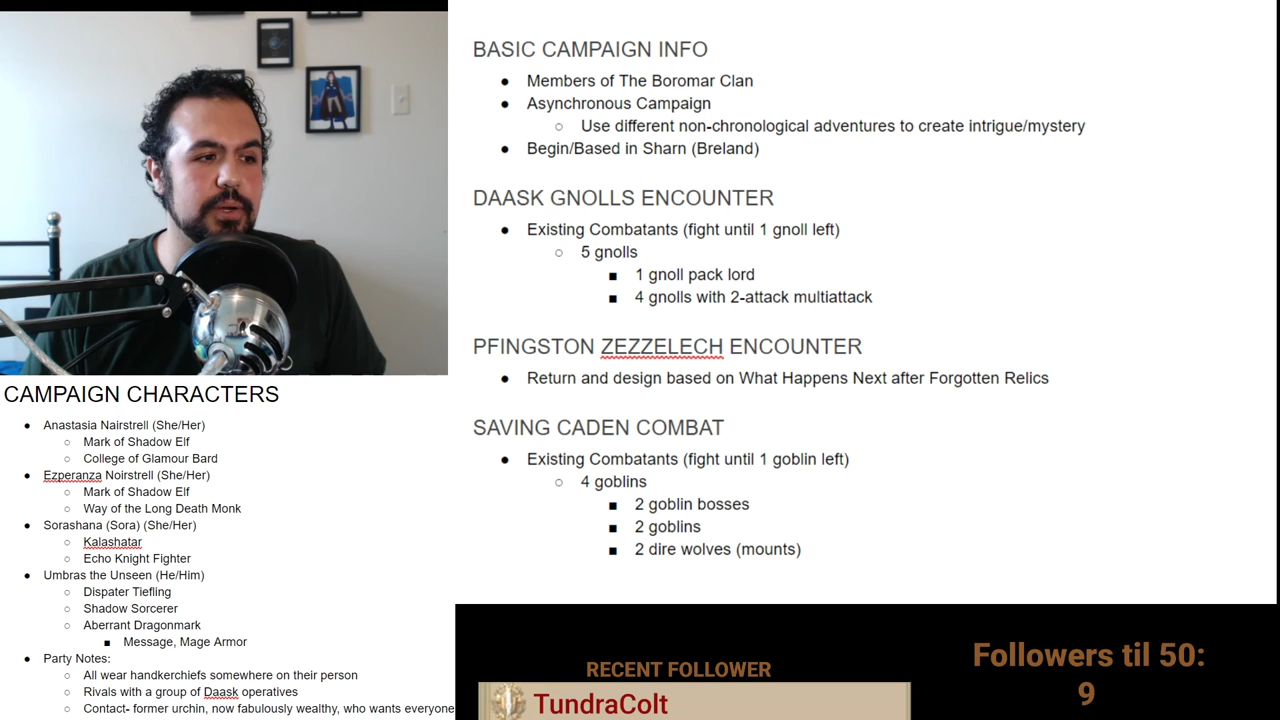 BASIC CAMPAIGN INFO
● Members of The Boromar Clan
● Asynchronous Campaign
○ Use different non-chronological adventures to create intrigue/mystery
● Begin/Based in Sharn (Breland)
DAASK GNOLLS ENCOUNTER
● Existing Combatants (fight until 1 gnoll left)
○ 5 gnolls
■ 1 gnoll pack lord
■ 4 gnolls with 2-attack multiattack
PFINGSTON ZEZZELECH ENCOUNTER
● Return and design based on What Happens Next after Forgotten Relics
SAVING CADEN COMBAT
● Existing Combatants (fight until 1 goblin left)
○ 4 goblins
■ 2 goblin bosses
■ 2 goblins
■ 2 dire wolves (mounts)
CAMPAIGN CHARACTERS
● Anastasia Nairstrell (She/Her)
○ Mark of Shadow Elf
○ College of Glamour Bard
● Ezperanza Noirstrell (She/Her)
○ Mark of Shadow Elf
○ Way of the Long Death Monk
● Sorashana (Sora) (She/Her)
○ Kalashatar
○ Echo Knight Fighter
● Umbras the Unseen (He/Him)
○ Dispater Tiefling
○ Shadow Sorcerer
○ Aberrant Dragonmark
■ Message, Mage Armor
● Party Notes:
○ All wear handkerchiefs somewhere on their person
○ Rivals with a group of Daask operatives
○ Contact- former urchin, now fabulously wealthy, who wants everyone
RECENT FOLLOWER
TundraColt
Followers til 50:
9